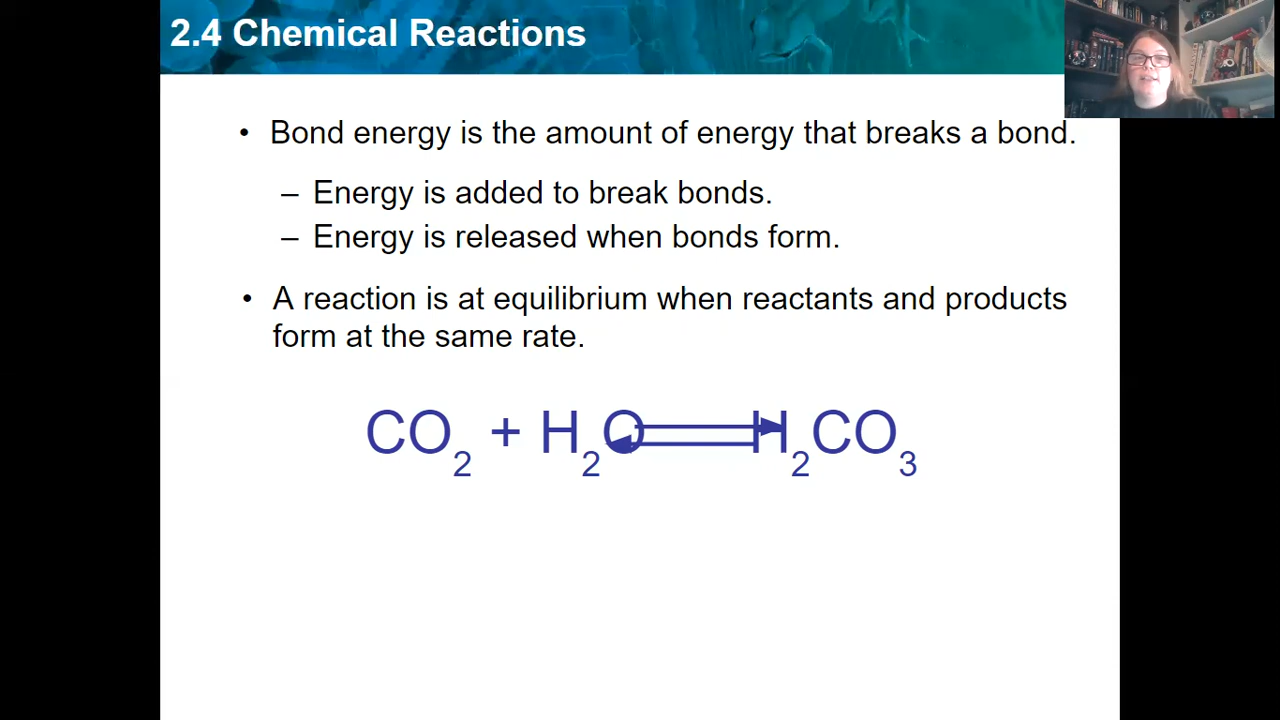 2.4 Chemical Reactions
• Bond energy is the amount of energy that breaks a bond.
– Energy is added to break bonds.
– Energy is released when bonds form.
• A reaction is at equilibrium when reactants and products
form at the same rate.
CO₂ + H₂O ⇌ H₂CO₃